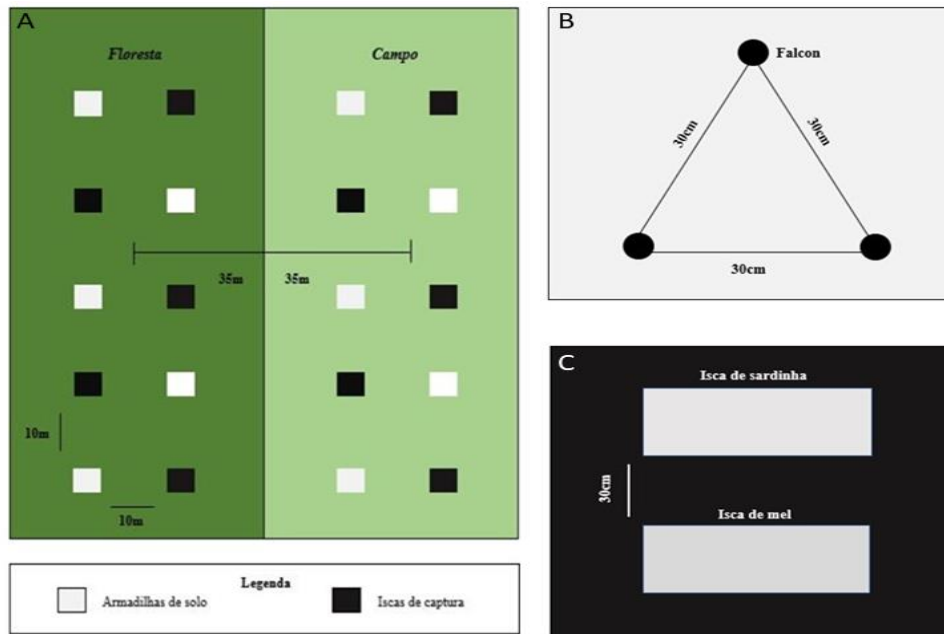 A
Floresta
Campo
35m
35m
10m
10m
Legenda
Armadilhas de solo
Iscas de captura
B
Falcon
30cm
30cm
30cm
C
Isca de sardinha
30cm
Isca de mel